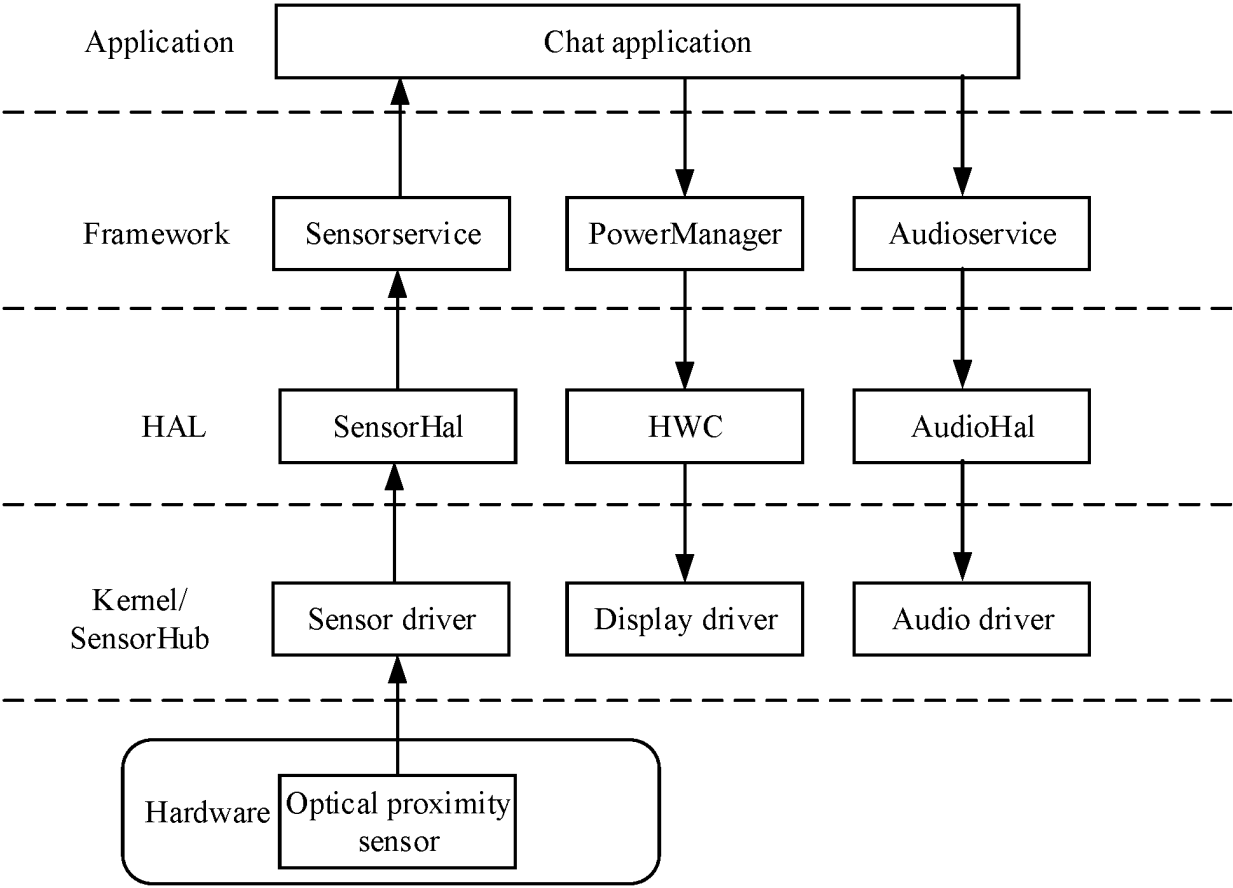 Application
Chat application
Framework
Sensorservice
PowerManager
Audioservice
HAL
SensorHal
HWC
AudioHal
Kernel/
SensorHub
Sensor driver
Display driver
Audio driver
Hardware
Optical proximity
sensor